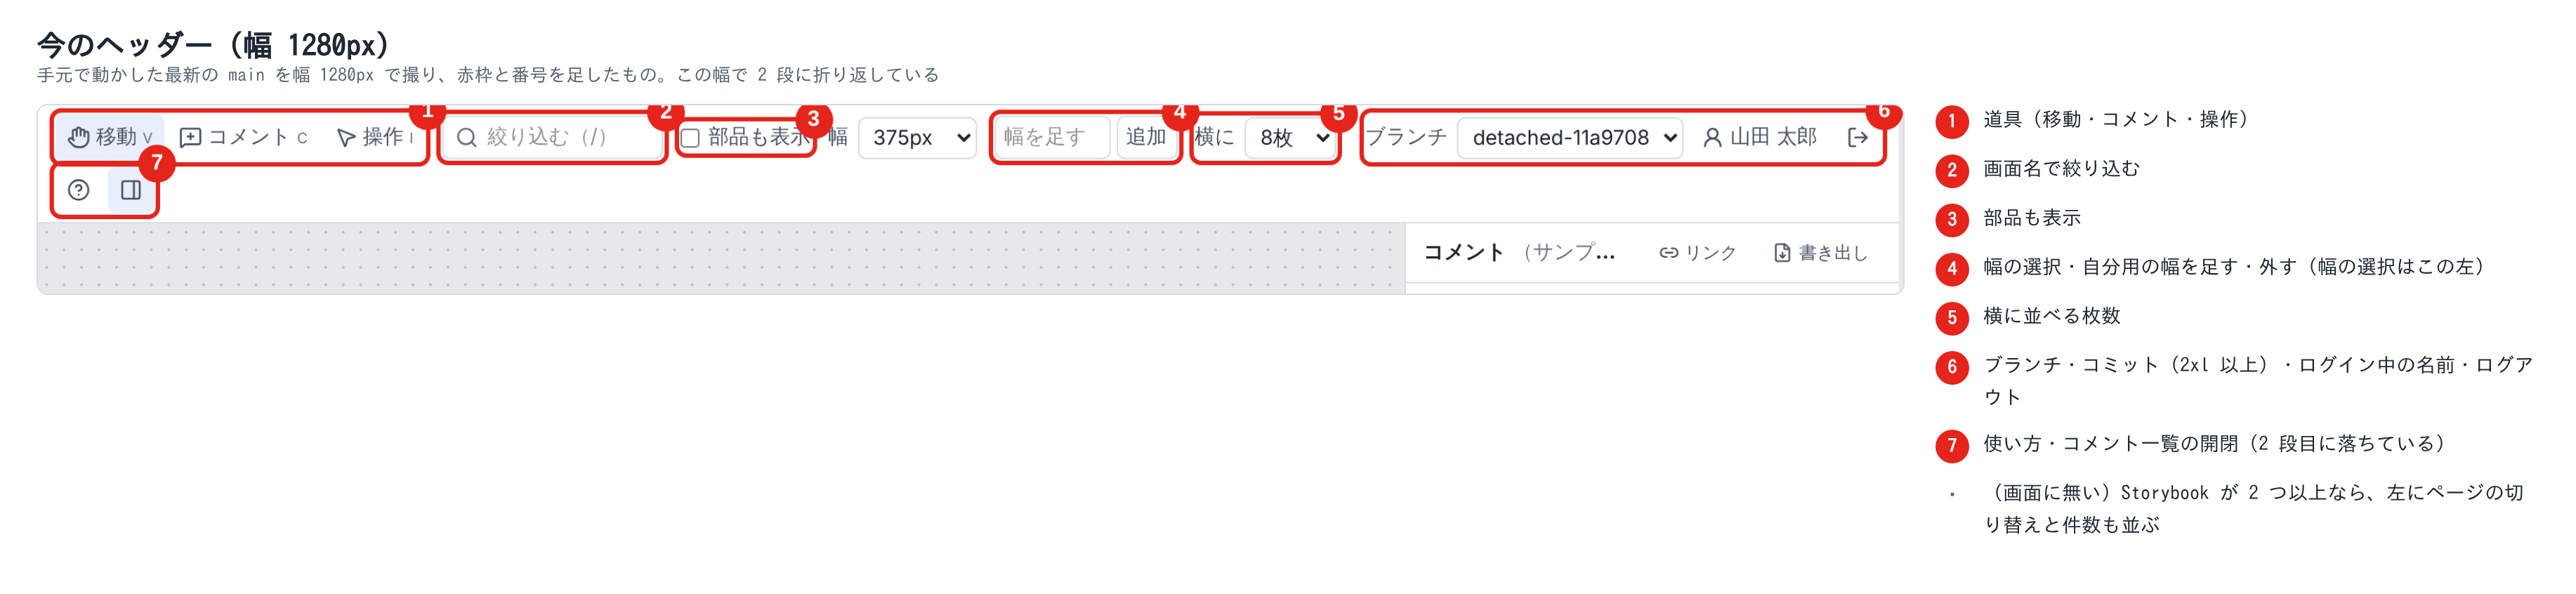 今のヘッダー（幅 1280px）
手元で動かした最新の main を幅 1280px で撮り、赤枠と番号を足したもの。この幅で 2 段に折り返している
1 2 3 4 5 6
移動 V コメント C 操作 I 絞り込む（/） 部品も表示 幅 375px 幅を足す 追加 横に 8枚 ブランチ detached-11a9708 山田 太郎
7
コメント （サンプ... リンク 書き出し
1 道具（移動・コメント・操作）
2 画面名で絞り込む
3 部品も表示
4 幅の選択・自分用の幅を足す・外す（幅の選択はこの左）
5 横に並べる枚数
6 ブランチ・コミット（2xl 以上）・ログイン中の名前・ログア
ウト
7 使い方・コメント一覧の開閉（2 段目に落ちている）
・ （画面に無い）Storybook が 2 つ以上なら、左にページの切
り替えと件数も並ぶ